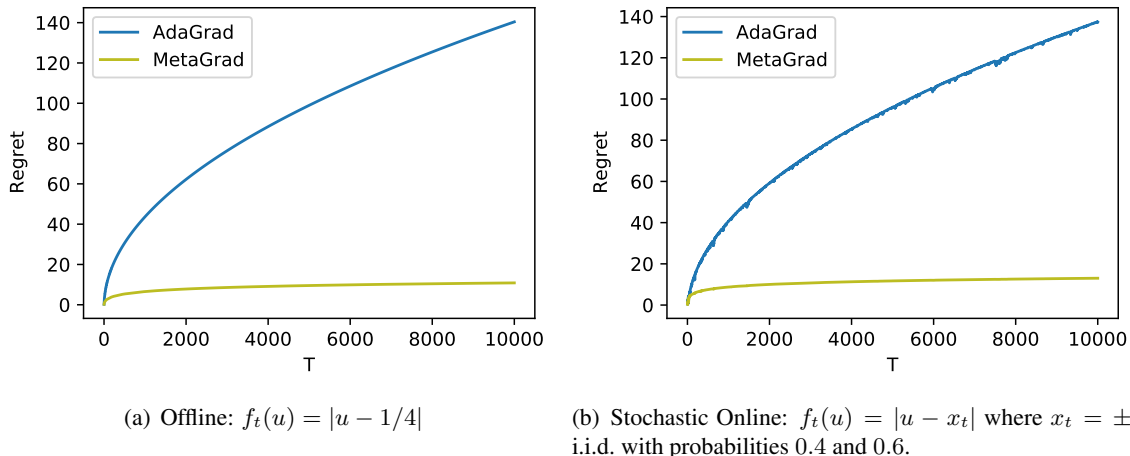 140
120
100
80
60
40
20
0
Regret
AdaGrad
MetaGrad
0 2000 4000 6000 8000 10000
T
(a) Offline: f_t(u) = |u − 1/4|
140
120
100
80
60
40
20
0
Regret
AdaGrad
MetaGrad
0 2000 4000 6000 8000 10000
T
(b) Stochastic Online: f_t(u) = |u − x_t| where x_t = ±
i.i.d. with probabilities 0.4 and 0.6.